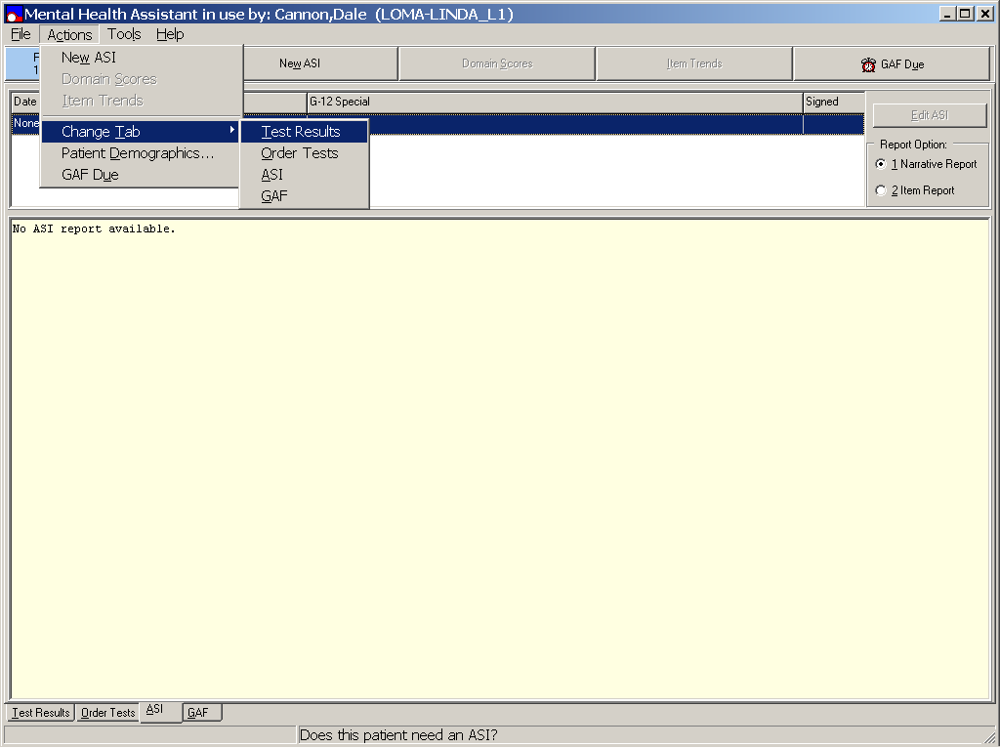 Mental Health Assistant in use by: Cannon,Dale (LOMA-LINDA_L1)
File Actions Tools Help
New ASI
Domain Scores
Item Trends
Change Tab
Patient Demographics...
GAF Due
Test Results
Order Tests
ASI
GAF
F
1
New ASI
Domain Scores
Item Trends
GAF Due
Date
G-12 Special
Signed
None
Edit ASI
Report Option:
1 Narrative Report
2 Item Report
No ASI report available.
Test Results
Order Tests
ASI
GAF
Does this patient need an ASI?